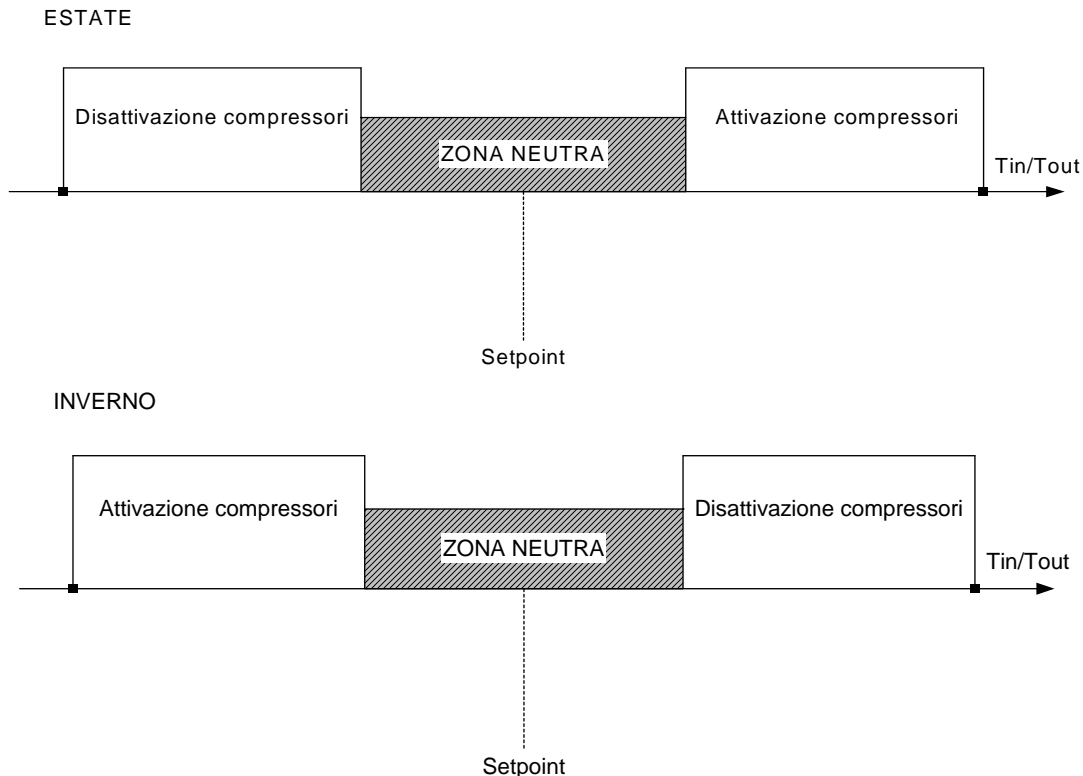 ESTATE
Disattivazione compressori
ZONA NEUTRA
Attivazione compressori
Tin/Tout
Setpoint
INVERNO
Attivazione compressori
ZONA NEUTRA
Disattivazione compressori
Tin/Tout
Setpoint